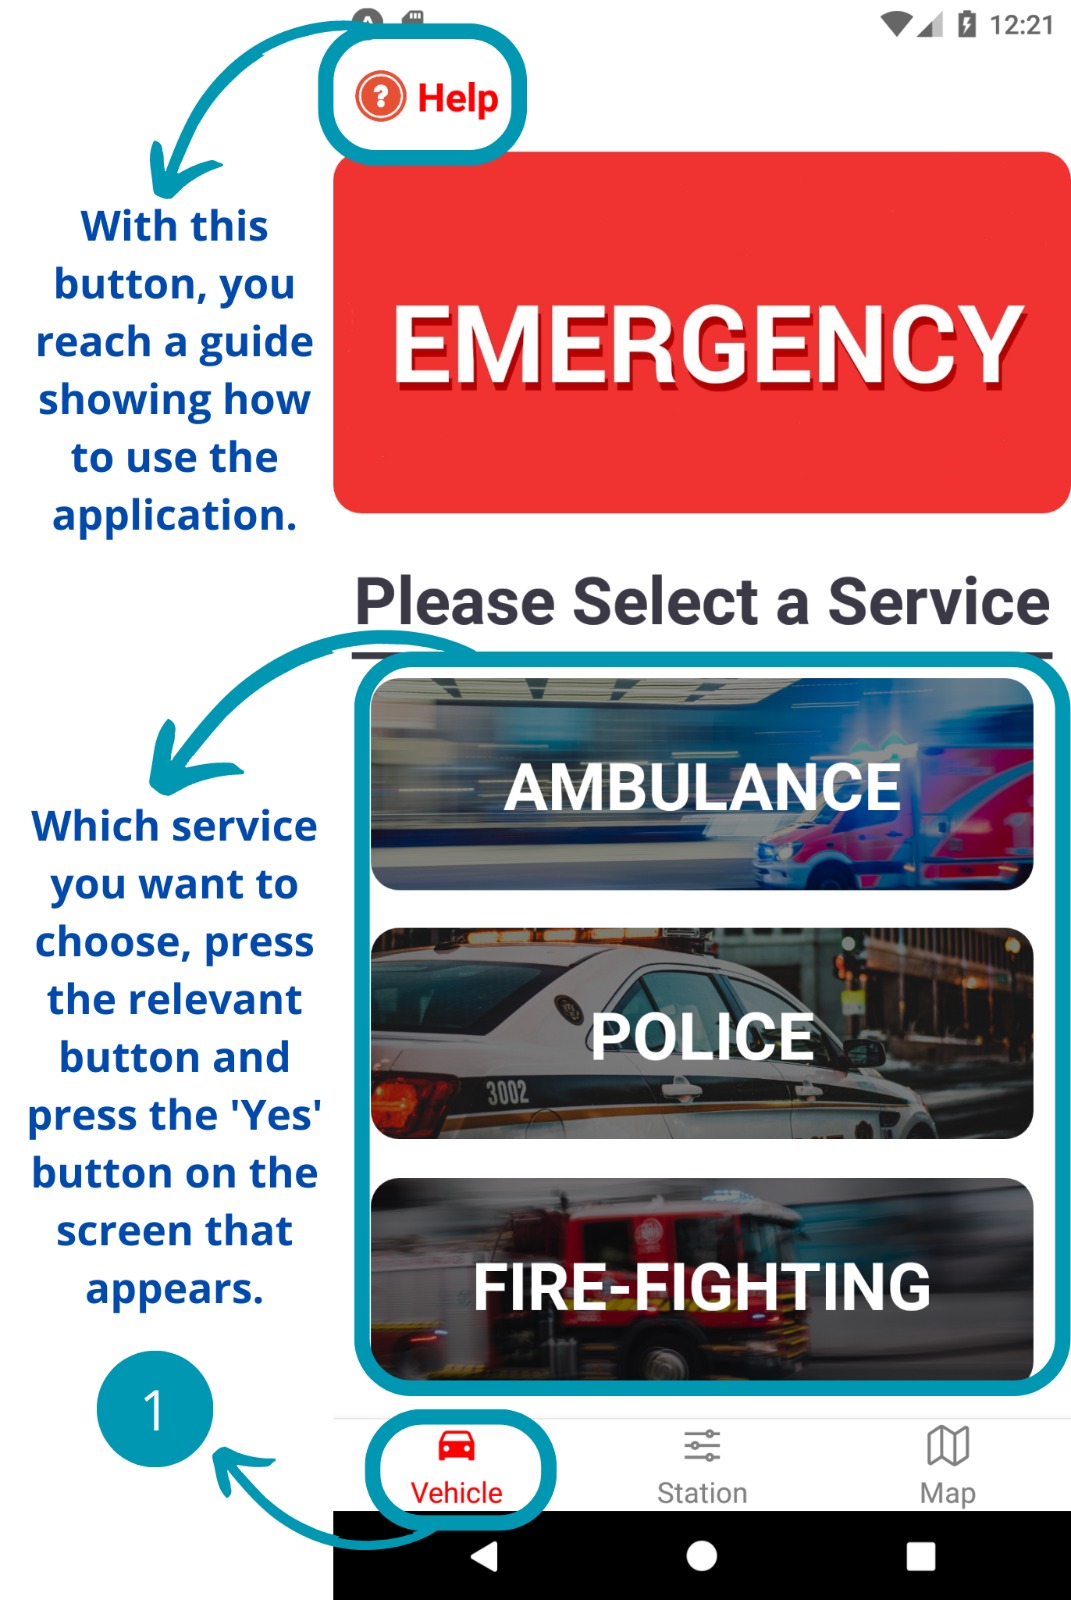 12:21
Help
With this
button, you
reach a guide
showing how
to use the
application.
EMERGENCY
Please Select a Service
AMBULANCE
POLICE
3002
FIRE-FIGHTING
Which service
you want to
choose, press
the relevant
button and
press the 'Yes'
button on the
screen that
appears.
1
Vehicle
Station
Map